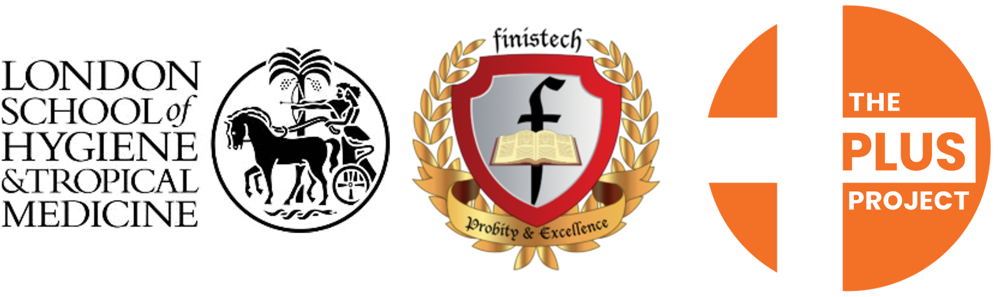 LONDON
SCHOOL of
HYGIENE
&TROPICAL
MEDICINE
finistech
f
Probity & Excellence
THE
PLUS
PROJECT